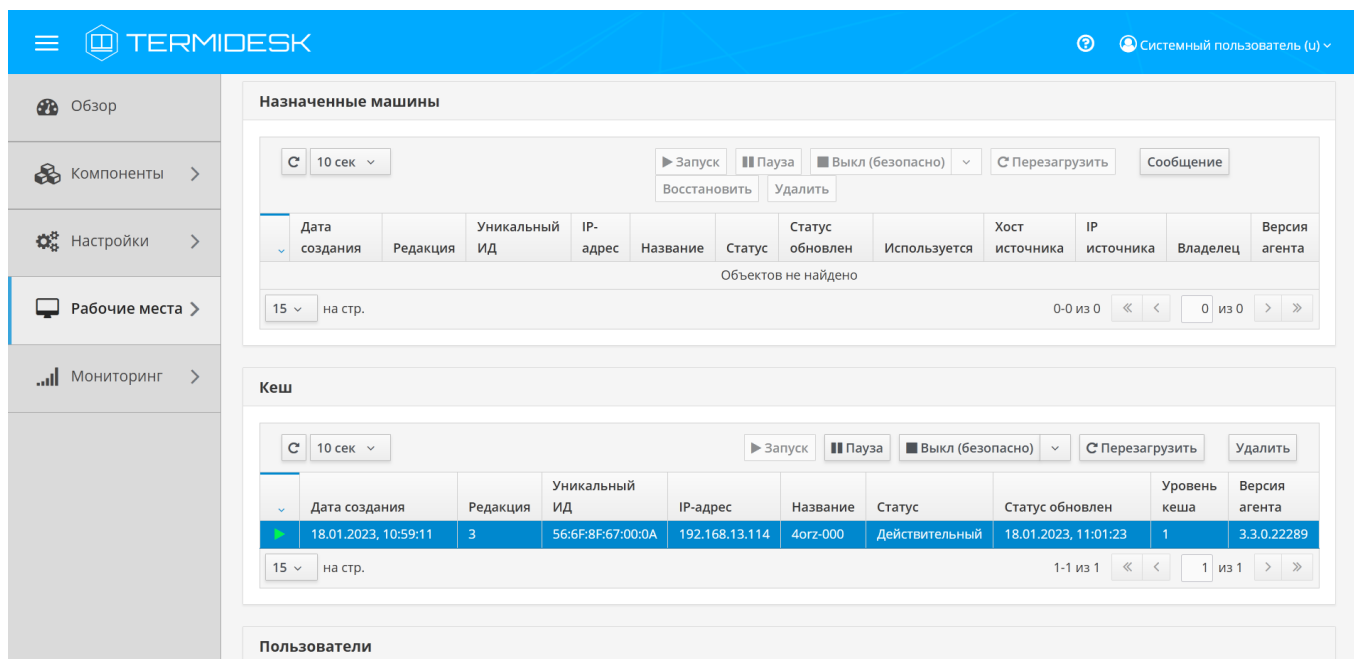 TERMIDESK
Системный пользователь (u)
Обзор
Компоненты
Настройки
Рабочие места
Мониторинг
Назначенные машины
10 сек
Запуск
Пауза
Выкл (безопасно)
Перезагрузить
Сообщение
Восстановить
Удалить
Дата создания
Редакция
Уникальный ИД
IP-адрес
Название
Статус
Статус обновлен
Используется
Хост источника
IP источника
Владелец
Версия агента
Объектов не найдено
15 на стр.
0-0 из 0
0 из 0
Кеш
10 сек
Запуск
Пауза
Выкл (безопасно)
Перезагрузить
Удалить
Дата создания
Редакция
Уникальный ИД
IP-адрес
Название
Статус
Статус обновлен
Уровень кеша
Версия агента
18.01.2023, 10:59:11
3
56:6F:8F:67:00:0A
192.168.13.114
4orz-000
Действительный
18.01.2023, 11:01:23
1
3.3.0.22289
15 на стр.
1-1 из 1
1 из 1
Пользователи